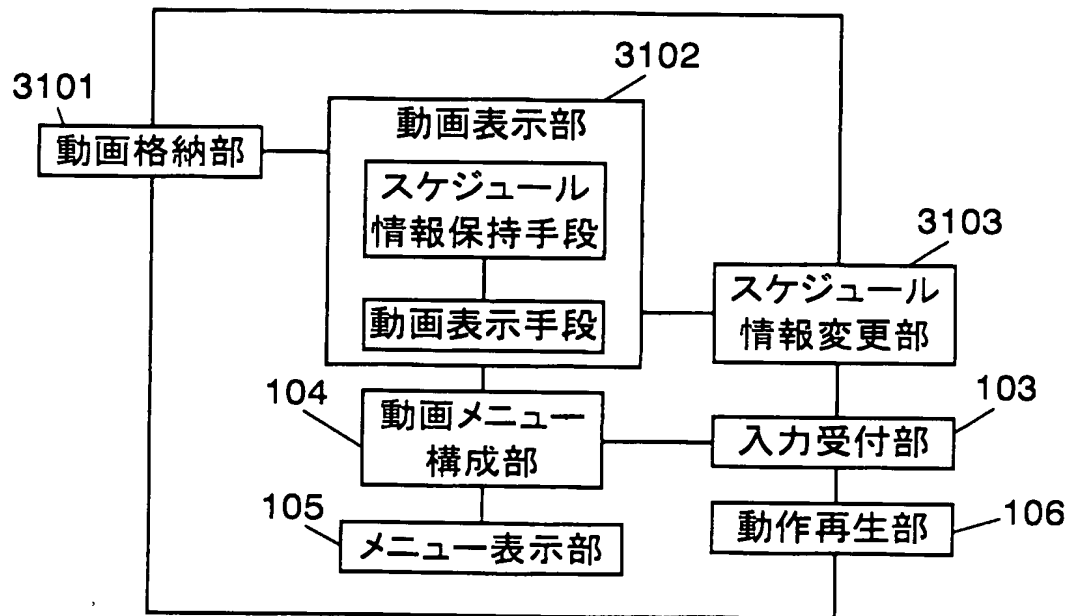 3101
動画格納部
3102
動画表示部
スケジュール
情報保持手段
動画表示手段
3103
スケジュール
情報変更部
104
動画メニュー
構成部
103
入力受付部
105
メニュー表示部
動作再生部
106